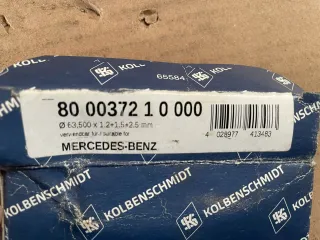 KOLBENSCHMIDT
65584
80 00372 1 0 000
Ø 63,500 x 1,2+1,5+2,5 mm
verwendbar für / suitable for
MERCEDES-BENZ
4 028977 413483
KOLBENSCHMIDT
KOLBENSCHMIDT